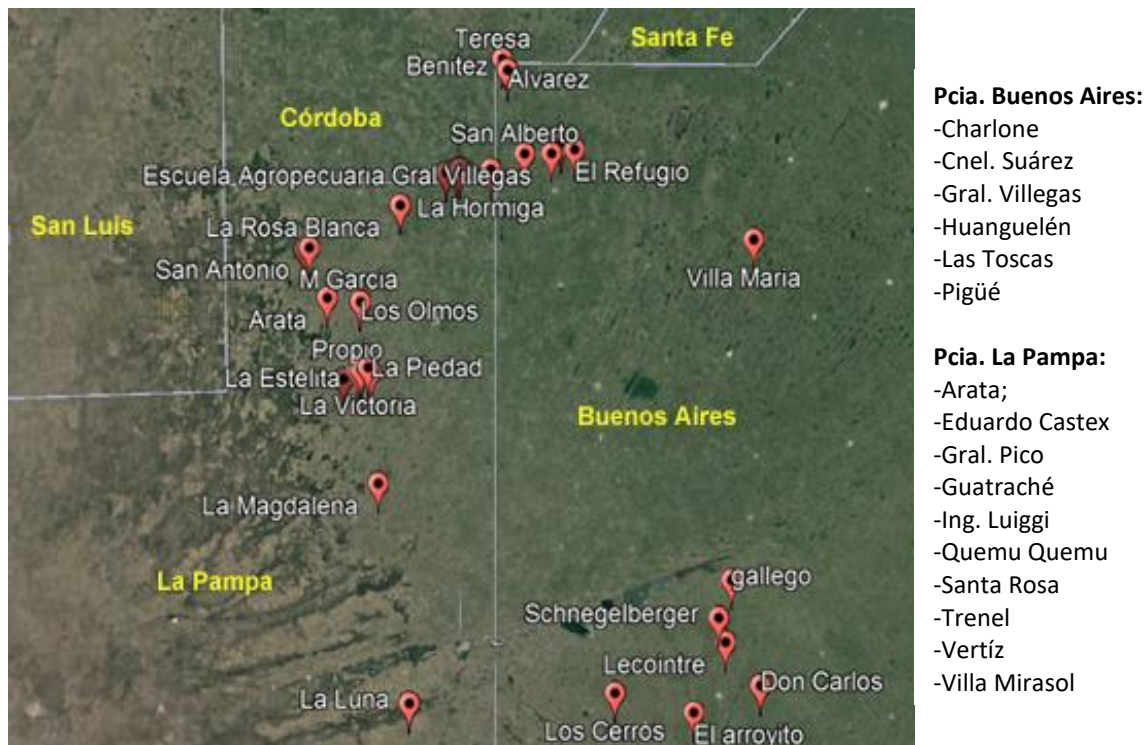 Teresa
Santa Fe
Benitez
Alvarez
Córdoba
San Alberto
Escuela Agropecuaria Gral Villegas
El Refugio
La Hormiga
San Luis
La Rosa Blanca
San Antonio
M Garcia
Villa Maria
Arata
Los Olmos
Propio
La Piedad
La Estelita
La Victoria
Buenos Aires
La Magdalena
La Pampa
gallego
Schnegelberger
Lecointre
Don Carlos
La Luna
Los Cerros
El arroyito
Pcia. Buenos Aires:
-Charlone
-Cnel. Suárez
-Gral. Villegas
-Huanguelén
-Las Toscas
-Pigüé
Pcia. La Pampa:
-Arata;
-Eduardo Castex
-Gral. Pico
-Guatraché
-Ing. Luiggi
-Quemu Quemu
-Santa Rosa
-Trenel
-Vertíz
-Villa Mirasol